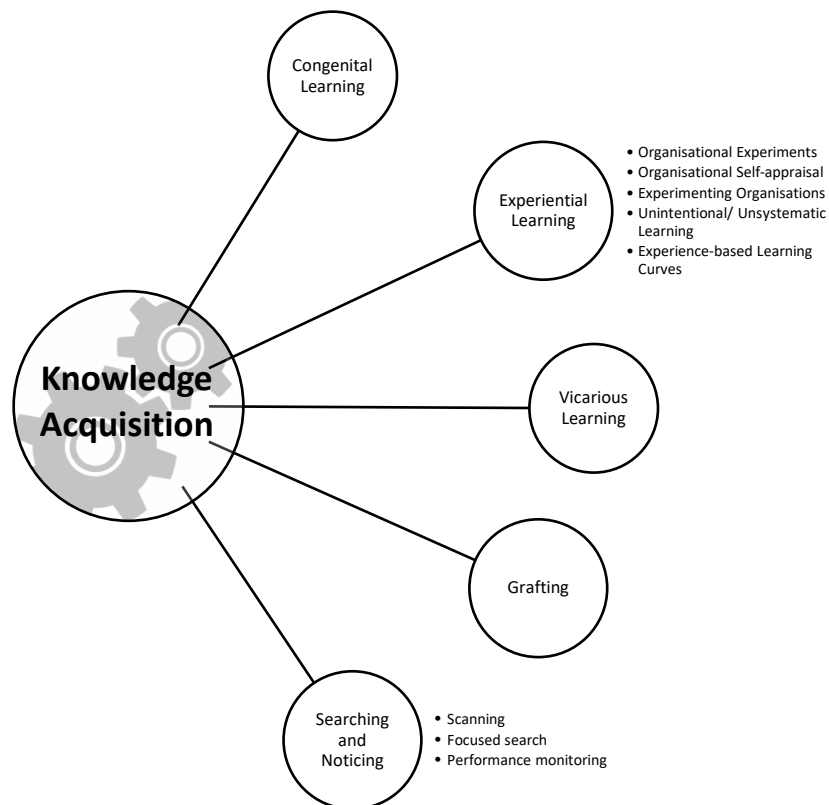 Congenital
Learning
Experiential
Learning
• Organisational Experiments
• Organisational Self-appraisal
• Experimenting Organisations
• Unintentional/ Unsystematic
Learning
• Experience-based Learning
Curves
Knowledge
Acquisition
Vicarious
Learning
Grafting
Searching
and
Noticing
• Scanning
• Focused search
• Performance monitoring